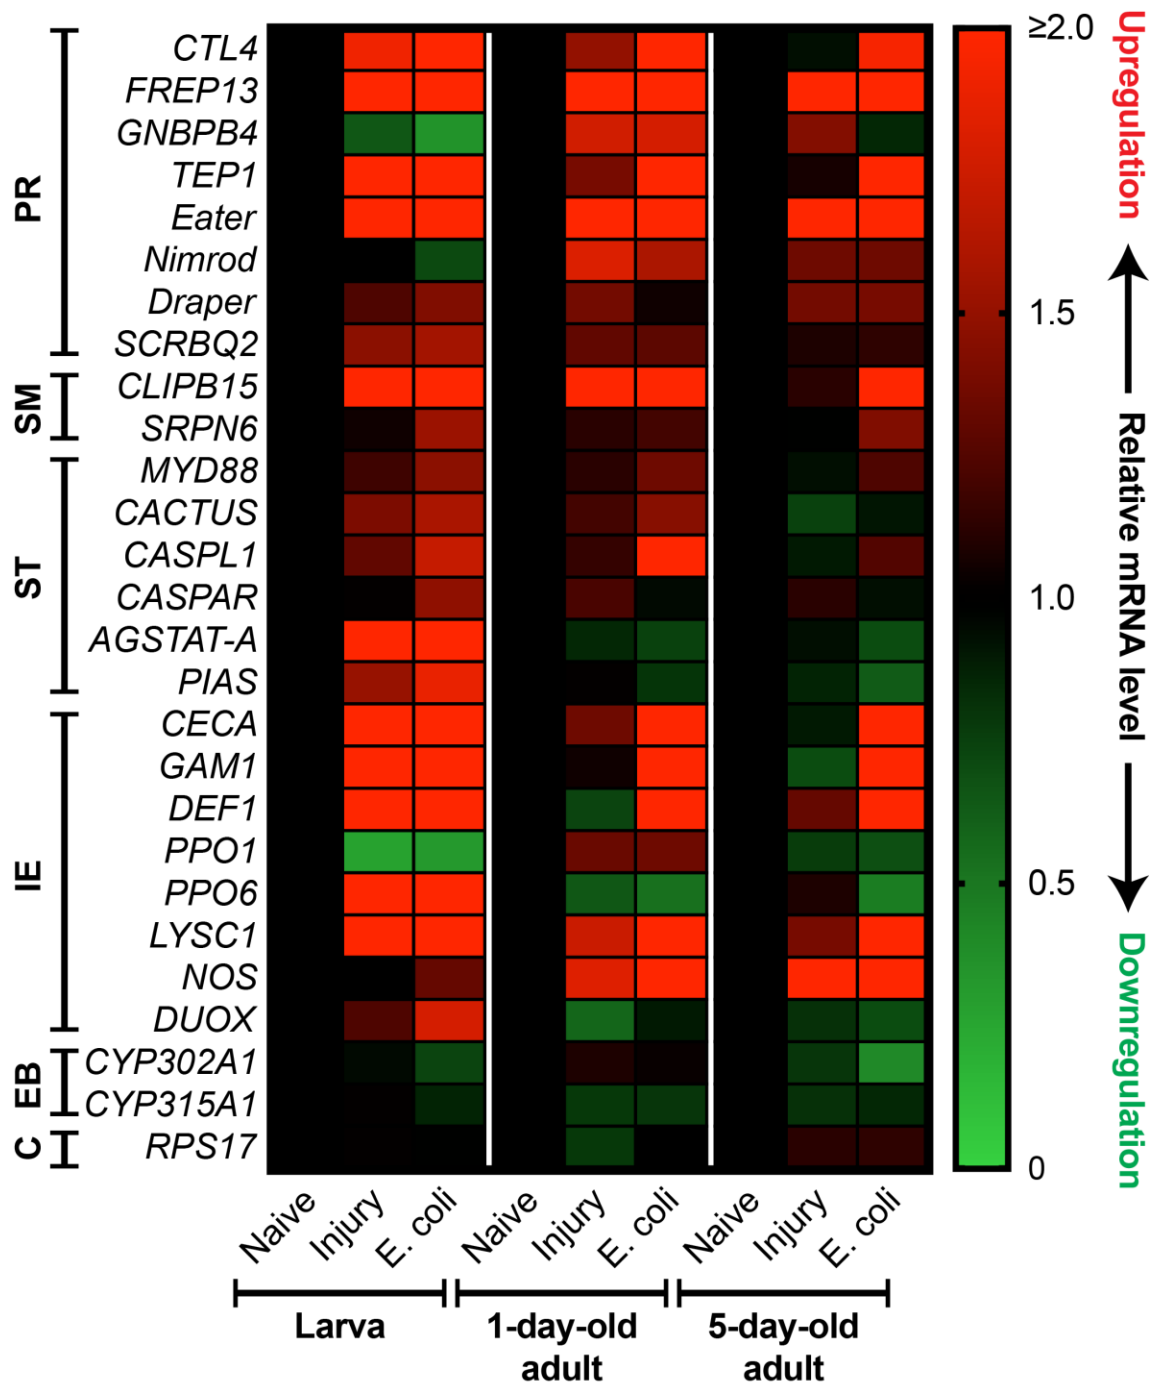 PR
SM
ST
IE
EB
C
CTL4
FREP13
GNBPB4
TEP1
Eater
Nimrod
Draper
SCRBQ2
CLIPB15
SRPN6
MYD88
CACTUS
CASPL1
CASPAR
AGSTAT-A
PIAS
CECA
GAM1
DEF1
PPO1
PPO6
LYSC1
NOS
DUOX
CYP302A1
CYP315A1
RPS17
Naive
Injury
E. coli
Naive
Injury
E. coli
Naive
Injury
E. coli
Larva
1-day-old
adult
5-day-old
adult
≥2.0
1.5
1.0
0.5
0
Upregulation
Relative mRNA level
Downregulation